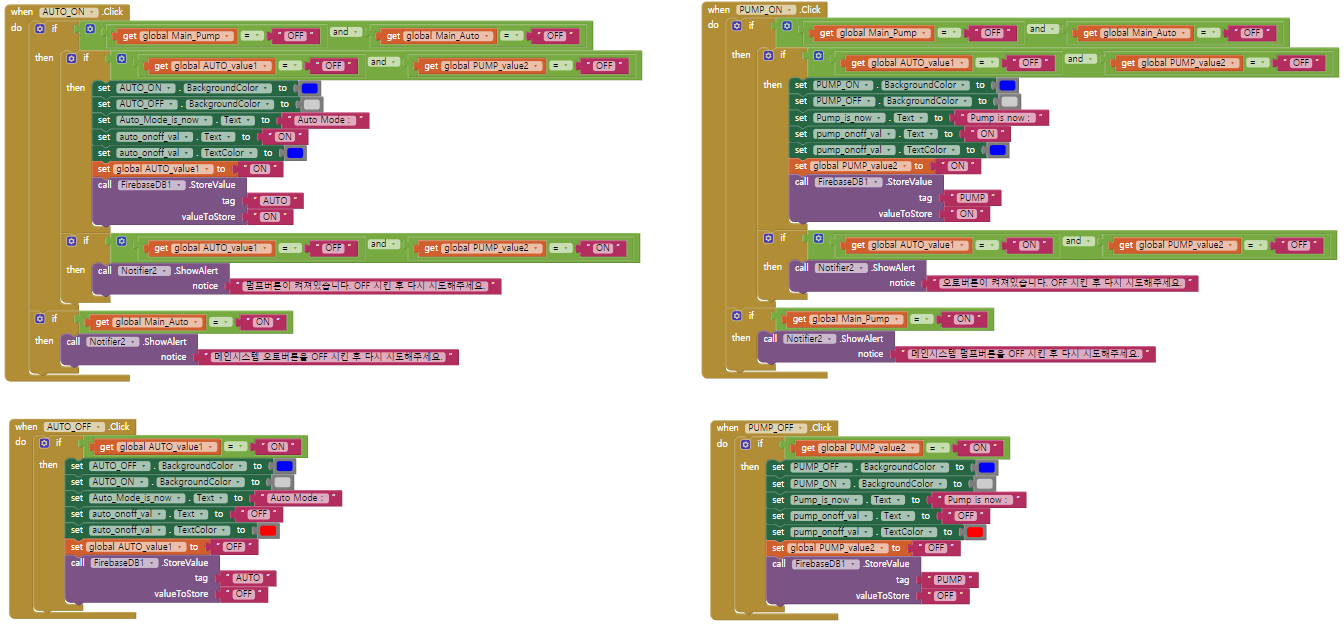 when AUTO_ON .Click
do if get global Main_Pump = " OFF " and get global Main_Auto = " OFF "
then if get global AUTO_value1 = " OFF " and get global PUMP_value2 = " OFF "
then set AUTO_ON . BackgroundColor to
set AUTO_OFF . BackgroundColor to
set Auto_Mode_is_now . Text to " Auto Mode : "
set auto_onoff_val . Text to " ON "
set auto_onoff_val . TextColor to
set global AUTO_value1 to " ON "
call FirebaseDB1 .StoreValue
tag " AUTO "
valueToStore " ON "
if get global AUTO_value1 = " OFF " and get global PUMP_value2 = " ON "
then call Notifier2 .ShowAlert
notice " 펌프버튼이 켜져있습니다. OFF 시킨 후 다시 시도해주세요. "
if get global Main_Auto = " ON "
then call Notifier2 .ShowAlert
notice " 메인시스템 오토버튼을 OFF 시킨 후 다시 시도해주세요. "
when PUMP_ON .Click
do if get global Main_Pump = " OFF " and get global Main_Auto = " OFF "
then if get global AUTO_value1 = " OFF " and get global PUMP_value2 = " OFF "
then set PUMP_ON . BackgroundColor to
set PUMP_OFF . BackgroundColor to
set Pump_is_now . Text to " Pump is now : "
set pump_onoff_val . Text to " ON "
set pump_onoff_val . TextColor to
set global PUMP_value2 to " ON "
call FirebaseDB1 .StoreValue
tag " PUMP "
valueToStore " ON "
if get global AUTO_value1 = " ON " and get global PUMP_value2 = " OFF "
then call Notifier2 .ShowAlert
notice " 오토버튼이 켜져있습니다. OFF 시킨 후 다시 시도해주세요. "
if get global Main_Pump = " ON "
then call Notifier2 .ShowAlert
notice " 메인시스템 펌프버튼을 OFF 시킨 후 다시 시도해주세요. "
when AUTO_OFF .Click
do if get global AUTO_value1 = " ON "
then set AUTO_OFF . BackgroundColor to
set AUTO_ON . BackgroundColor to
set Auto_Mode_is_now . Text to " Auto Mode : "
set auto_onoff_val . Text to " OFF "
set auto_onoff_val . TextColor to
set global AUTO_value1 to " OFF "
call FirebaseDB1 .StoreValue
tag " AUTO "
valueToStore " OFF "
when PUMP_OFF .Click
do if get global PUMP_value2 = " ON "
then set PUMP_OFF . BackgroundColor to
set PUMP_ON . BackgroundColor to
set Pump_is_now . Text to " Pump is now : "
set pump_onoff_val . Text to " OFF "
set pump_onoff_val . TextColor to
set global PUMP_value2 to " OFF "
call FirebaseDB1 .StoreValue
tag " PUMP "
valueToStore " OFF "